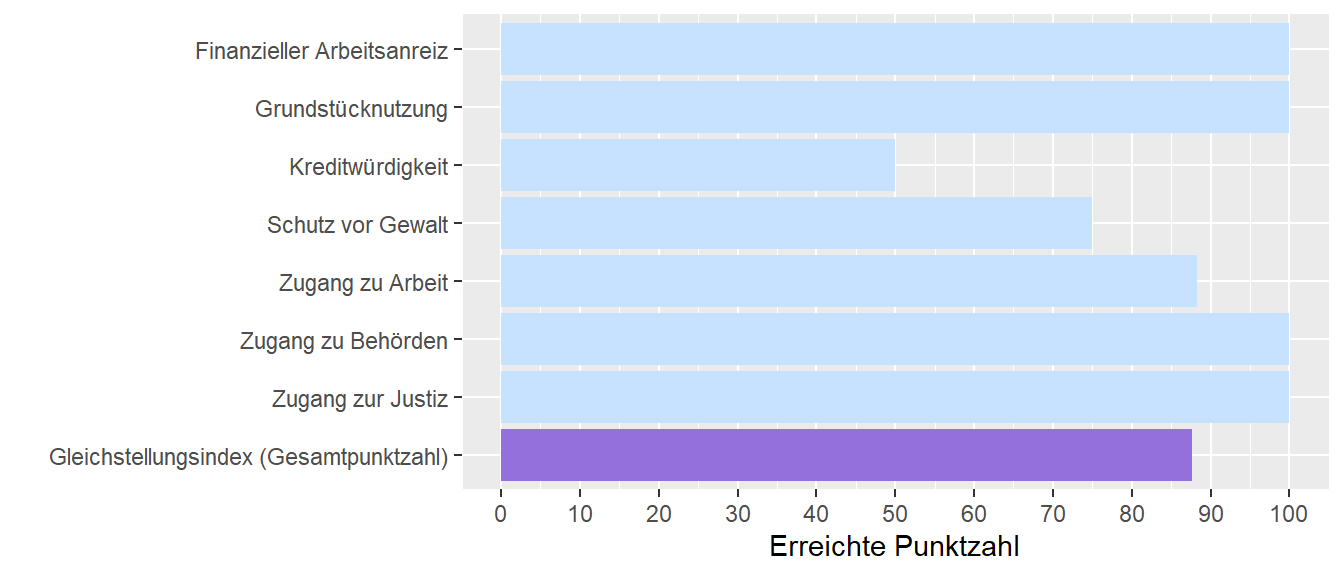 Finanzieller Arbeitsanreiz
Grundstücknutzung
Kreditwürdigkeit
Schutz vor Gewalt
Zugang zu Arbeit
Zugang zu Behörden
Zugang zur Justiz
Gleichstellungsindex (Gesamtpunktzahl)
0 10 20 30 40 50 60 70 80 90 100
Erreichte Punktzahl